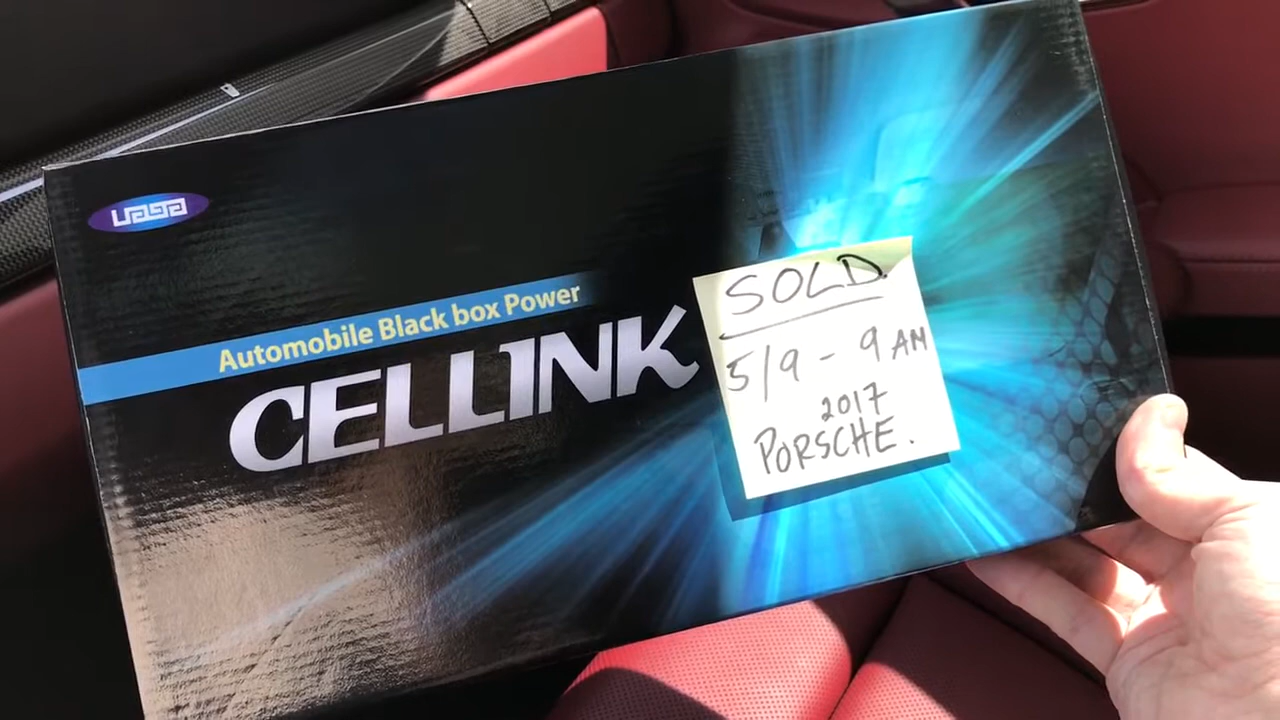 Automobile Black box Power
CELLINK
SOLD.
5/9 - 9 AM
2017
PORSCHE.